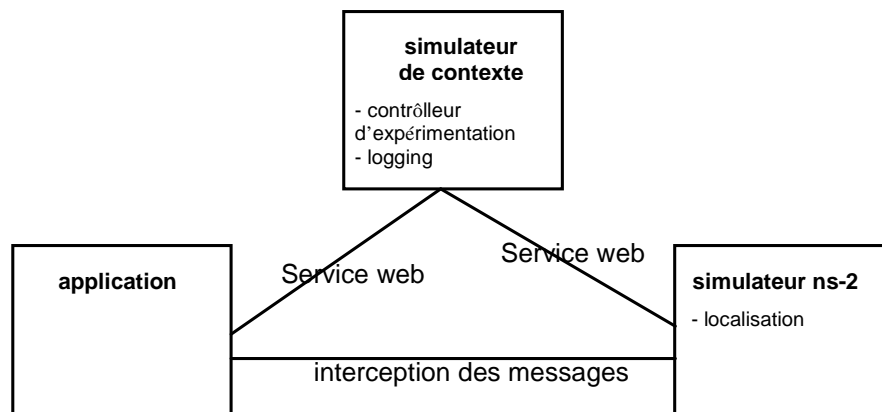 simulateur
de contexte
- contrôlleur
d'expérimentation
- logging
Service web
Service web
application
simulateur ns-2
- localisation
interception des messages